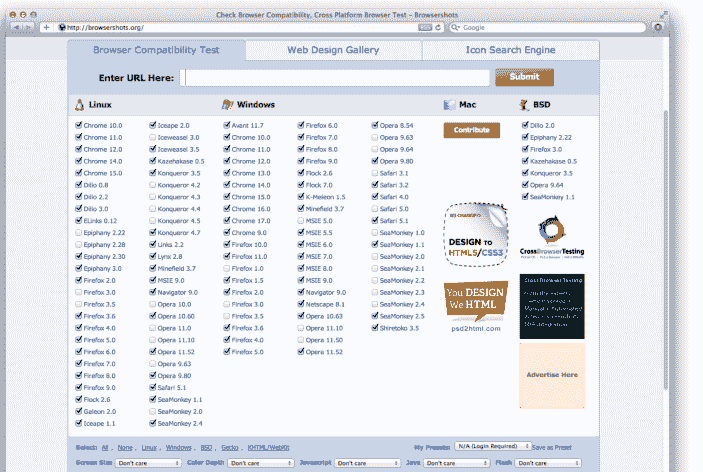 Check Browser Compatibility, Cross Platform Browser Test - Browsershots
http://browsershots.org/
Google
Browser Compatibility Test
Web Design Gallery
Icon Search Engine
Enter URL Here:
Submit
Linux
Windows
Mac
BSD
Chrome 10.0
Chrome 11.0
Chrome 12.0
Chrome 14.0
Chrome 15.0
Dillo 0.8
Dillo 2.2
Dillo 3.0
ELinks 0.12
Epiphany 2.22
Epiphany 2.28
Epiphany 2.30
Epiphany 3.0
Firefox 2.0
Firefox 3.0
Firefox 3.5
Firefox 3.6
Firefox 4.0
Firefox 5.0
Firefox 6.0
Firefox 7.0
Firefox 8.0
Firefox 9.0
Flock 2.6
Galeon 2.0
Iceape 1.1
Iceape 2.0
Iceweasel 3.0
Iceweasel 3.5
Kazehakase 0.5
Konqueror 3.5
Konqueror 4.2
Konqueror 4.3
Konqueror 4.4
Konqueror 4.5
Konqueror 4.7
Links 2.2
Lynx 2.8
Minefield 3.7
MSIE 9.0
Navigator 9.0
Opera 10.0
Opera 10.60
Opera 11.0
Opera 11.10
Opera 11.52
Opera 9.63
Opera 9.80
Safari 5.1
SeaMonkey 1.1
SeaMonkey 2.0
SeaMonkey 2.4
Avant 11.7
Chrome 10.0
Chrome 11.0
Chrome 12.0
Chrome 13.0
Chrome 14.0
Chrome 15.0
Chrome 16.0
Chrome 17.0
Chrome 9.0
Firefox 10.0
Firefox 11.0
Firefox 1.0
Firefox 1.5
Firefox 2.0
Firefox 3.0
Firefox 3.5
Firefox 3.6
Firefox 4.0
Firefox 5.0
Firefox 6.0
Firefox 7.0
Firefox 8.0
Firefox 9.0
Flock 2.6
Flock 7.0
K-Meleon 1.5
Minefield 3.7
MSIE 5.0
MSIE 5.5
MSIE 6.0
MSIE 7.0
MSIE 8.0
MSIE 9.0
Navigator 9.0
Netscape 8.1
Opera 10.63
Opera 11.10
Opera 11.50
Opera 11.52
Opera 8.54
Opera 9.63
Opera 9.64
Opera 9.80
Safari 3.1
Safari 3.2
Safari 4.0
Safari 5.0
Safari 5.1
SeaMonkey 1.0
SeaMonkey 1.1
SeaMonkey 2.0
SeaMonkey 2.1
SeaMonkey 2.2
SeaMonkey 2.3
SeaMonkey 2.4
SeaMonkey 2.5
Shiretoko 3.5
Contribute
DESIGN TO
HTML5/CSS3
You DESIGN
We HTML
psd2html.com
Dillo 2.0
Epiphany 2.22
Firefox 3.0
Kazehakase 0.5
Konqueror 3.5
Opera 9.64
SeaMonkey 1.1
CrossBrowserTesting
Cross Browser Testing
Advertise Here
Select: All , None , Linux , Windows , BSD , Gecko , KHTML/WebKit
My Presets: N/A (Login Required) Save as Preset
Screen Size Don't care Color Depth Don't care Javascript Don't care Java Don't care Flash Don't care